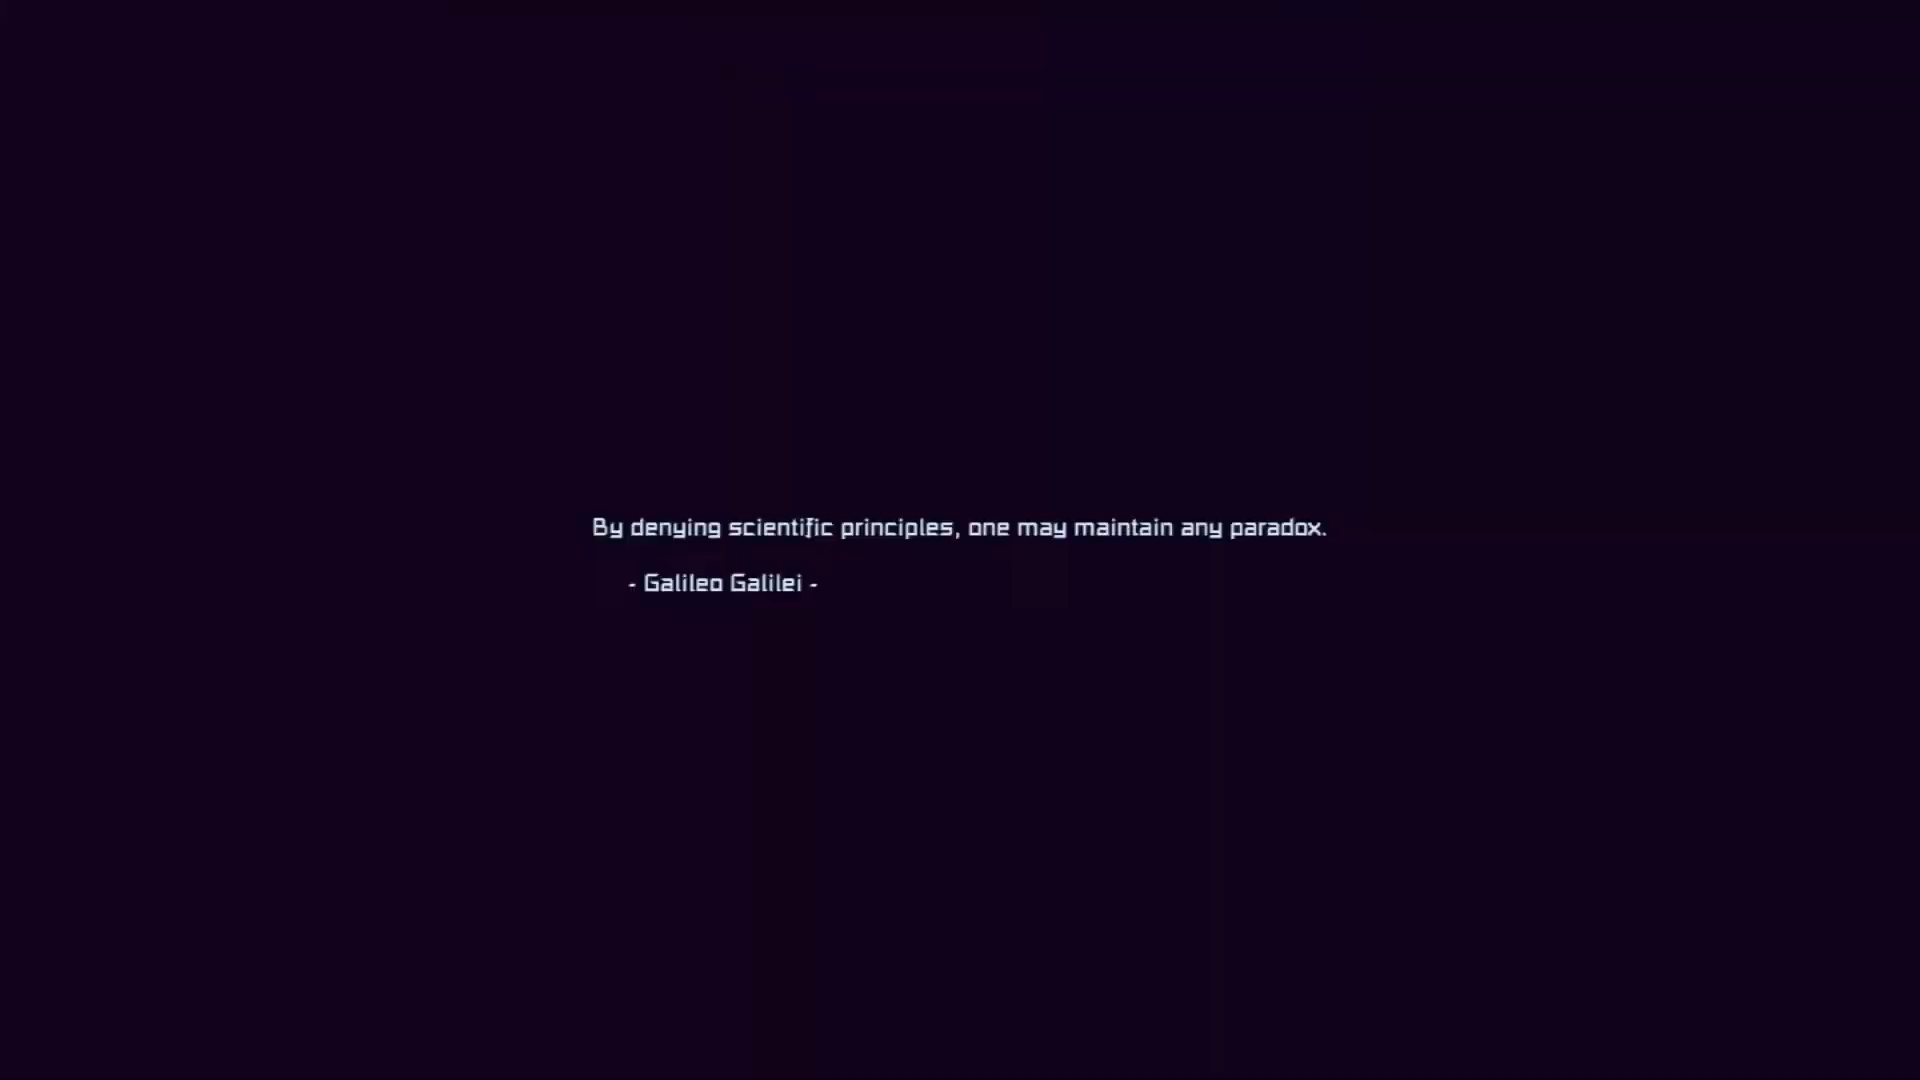 By denying scientific principles, one may maintain any paradox.
- Galileo Galilei -